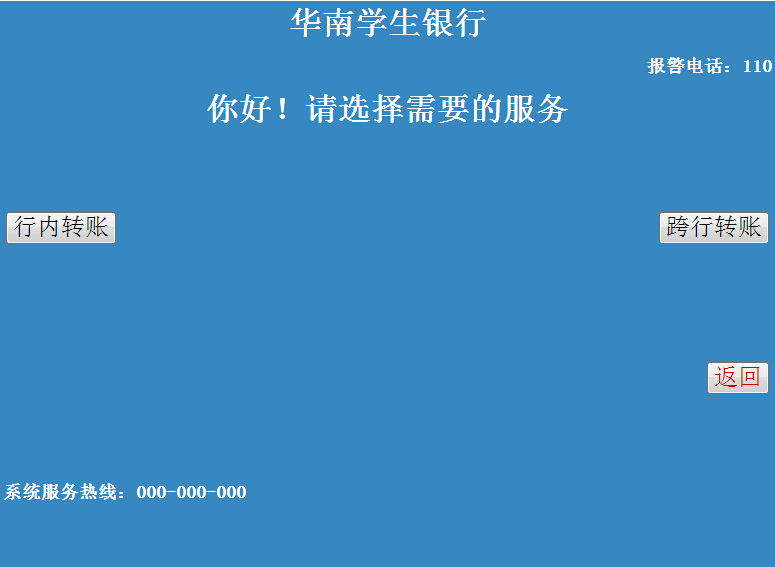 华南学生银行
报警电话：110
你好！请选择需要的服务
行内转账
跨行转账
返回
系统服务热线：000-000-000